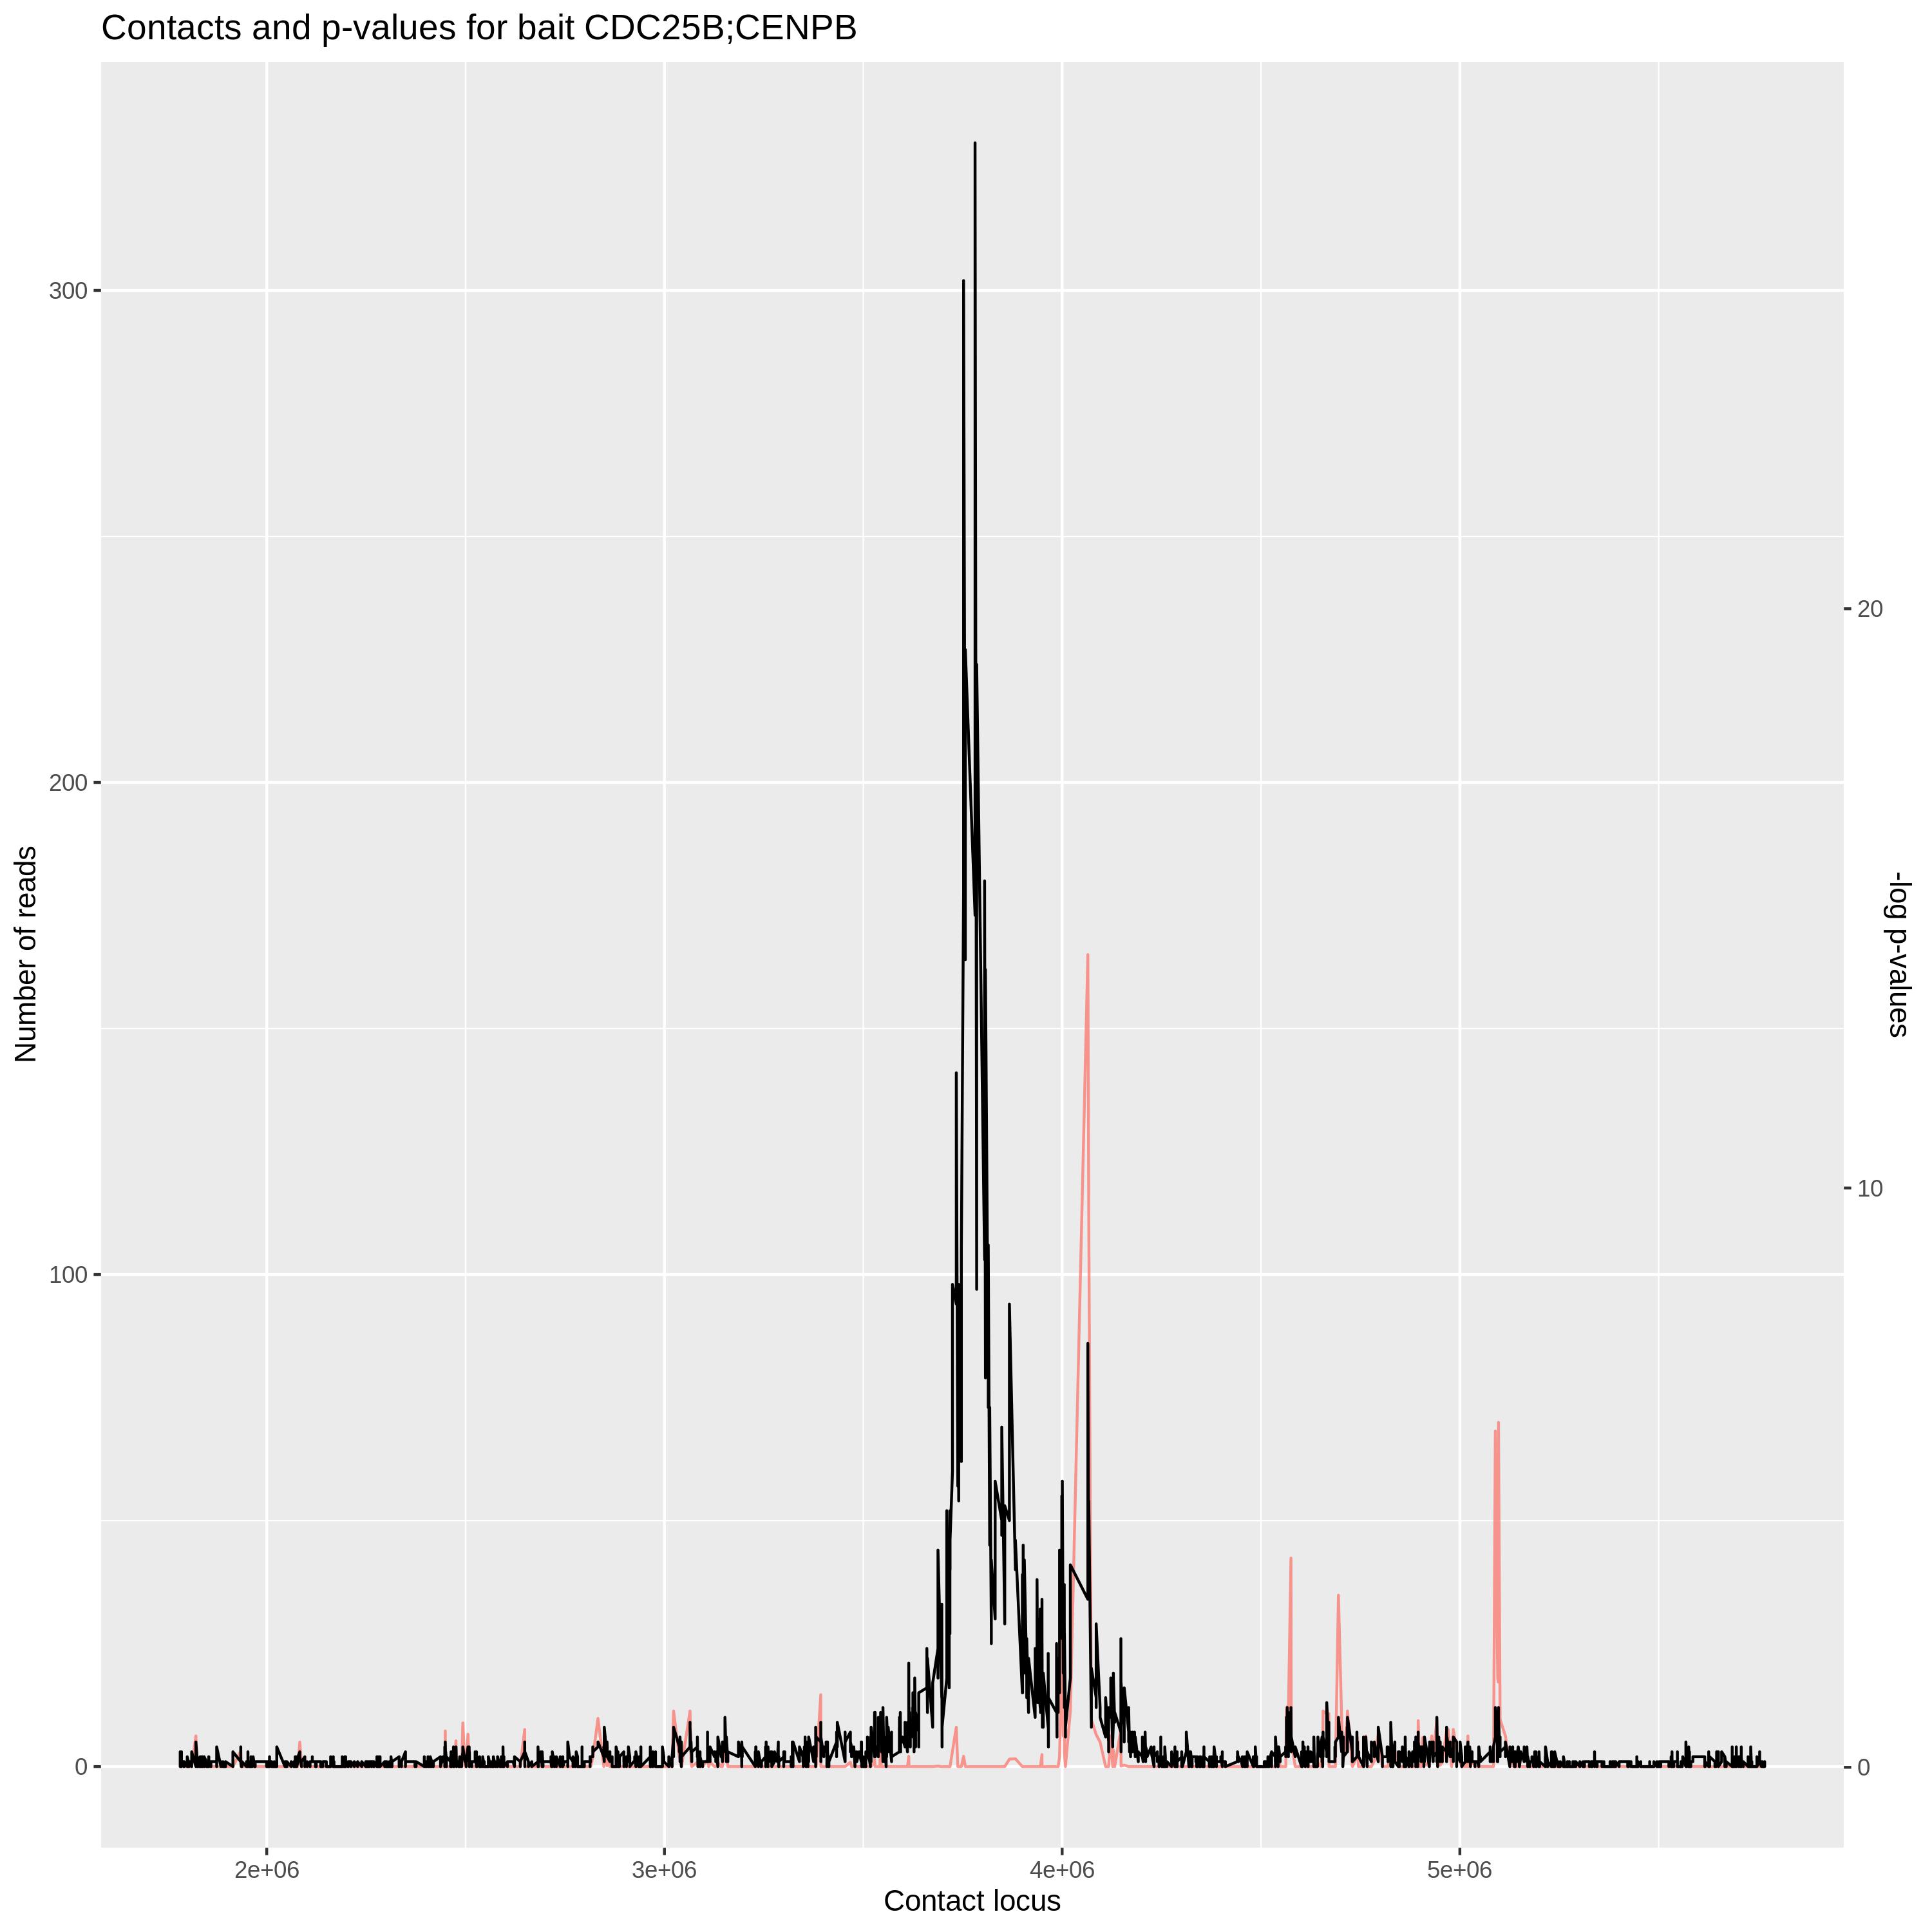 Contacts and p-values for bait CDC25B;CENPB
300
200
100
0
Number of reads
20
10
0
-log p-values
2e+06
3e+06
4e+06
5e+06
Contact locus